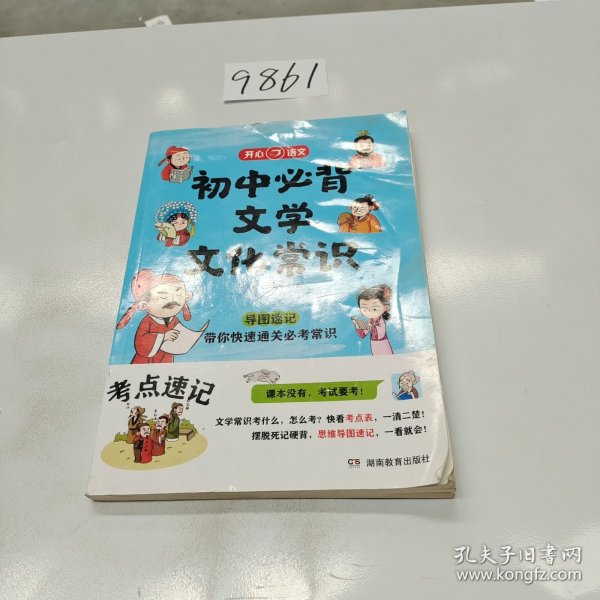 9861
开心语文
初中必背
文学
文化常识
导图速记
带你快速通关必考常识
考点速记
课本没有，考试要考！
文学常识考什么，怎么考？快看考点表，一清二楚！
摆脱死记硬背，思维导图速记，一看就会！
湖南教育出版社
孔夫子旧书网
www.kongfz.com